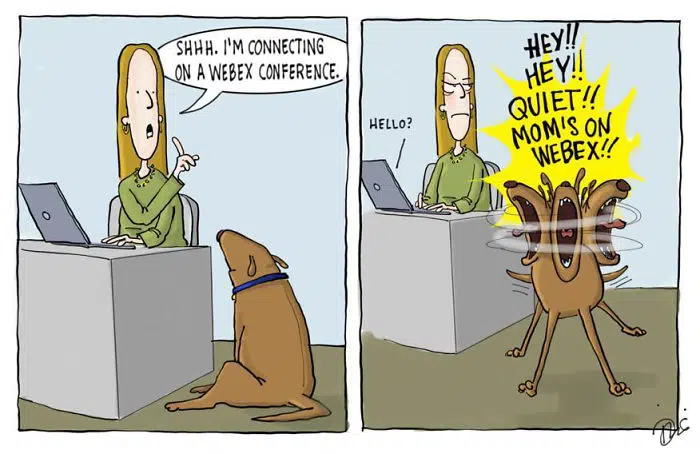 SHHH. I'M CONNECTING
ON A WEBEX CONFERENCE.
HELLO?
HEY!!
HEY!!
QUIET!!
MOM'S ON
WEBEX!!